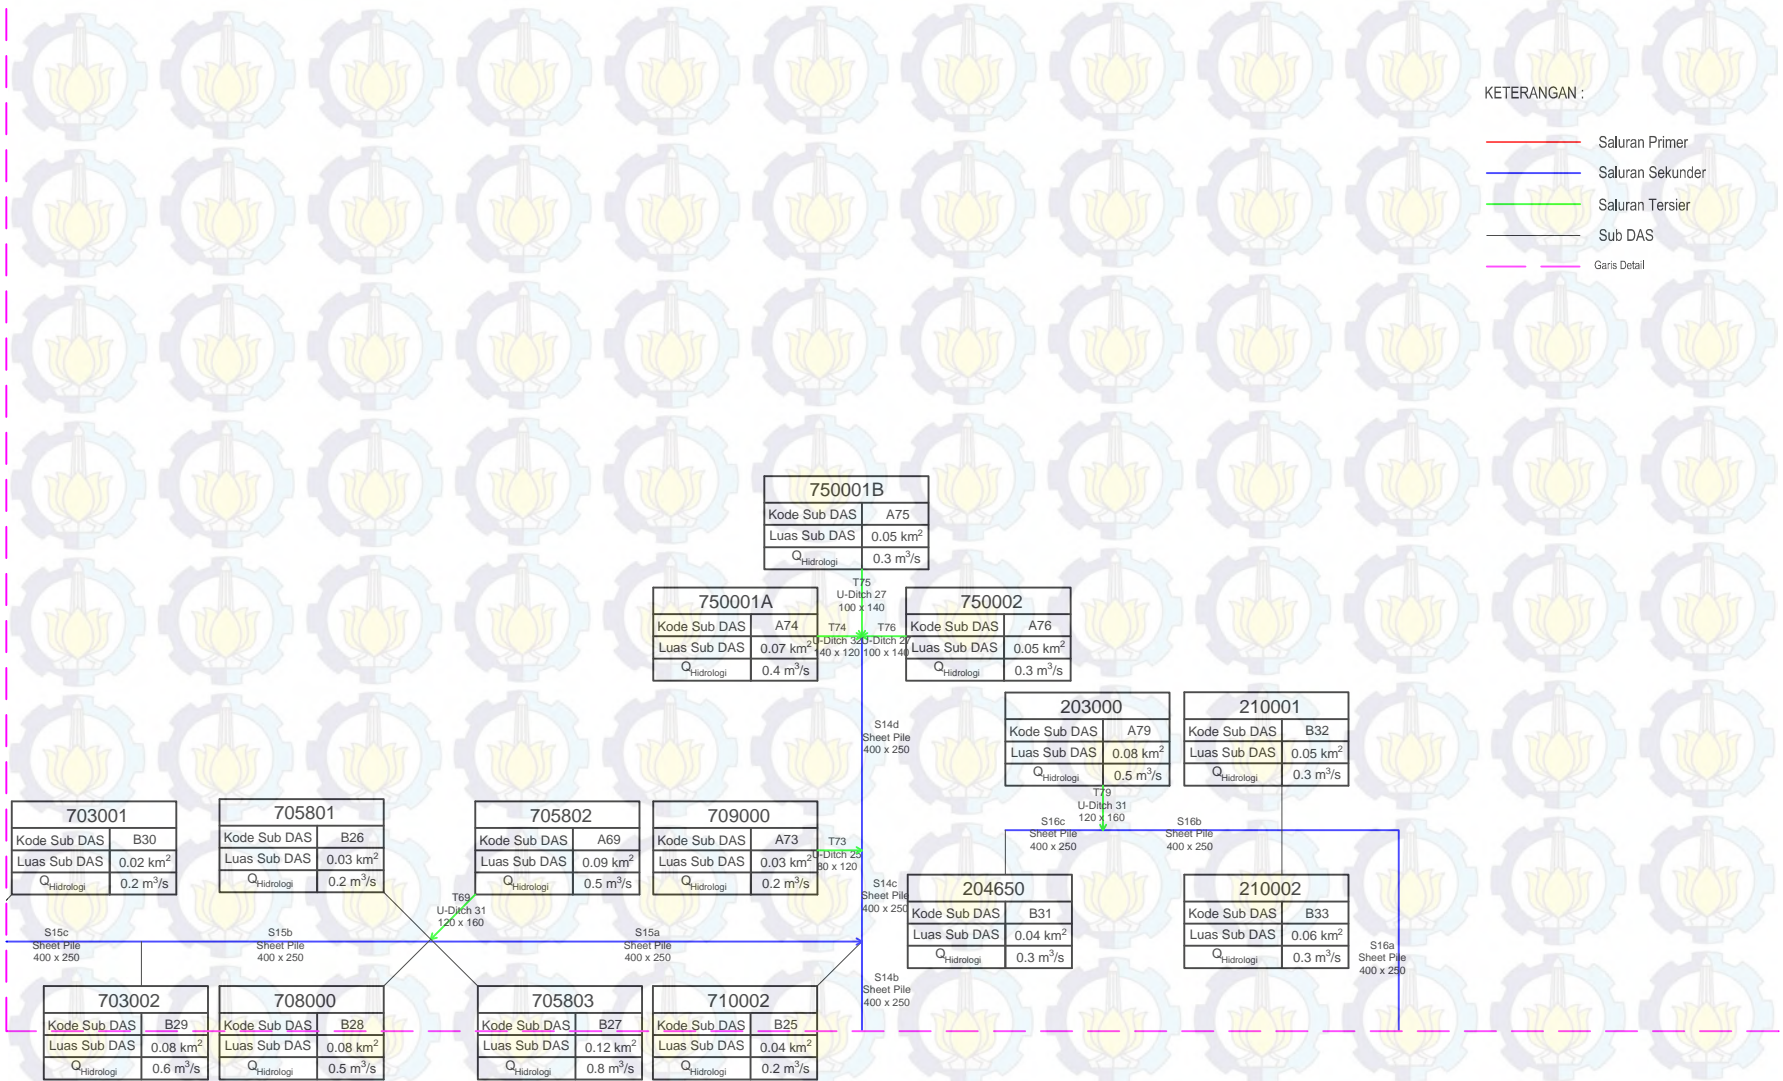 KETERANGAN :
Saluran Primer
Saluran Sekunder
Saluran Tersier
Sub DAS
Garis Detail
750001B
Kode Sub DAS A75
Luas Sub DAS 0.05 km²
QHidrologi 0.3 m³/s
T75
U-Ditch 27
100 x 140
750001A
Kode Sub DAS A74
Luas Sub DAS 0.07 km²
QHidrologi 0.4 m³/s
T74
U-Ditch 32
140 x 120
T76
U-Ditch 27
100 x 140
750002
Kode Sub DAS A76
Luas Sub DAS 0.05 km²
QHidrologi 0.3 m³/s
S14d
Sheet Pile
400 x 250
203000
Kode Sub DAS A79
Luas Sub DAS 0.08 km²
QHidrologi 0.5 m³/s
210001
Kode Sub DAS B32
Luas Sub DAS 0.05 km²
QHidrologi 0.3 m³/s
T79
U-Ditch 31
120 x 160
S16c
Sheet Pile
400 x 250
S16b
Sheet Pile
400 x 250
703001
Kode Sub DAS B30
Luas Sub DAS 0.02 km²
QHidrologi 0.2 m³/s
705801
Kode Sub DAS B26
Luas Sub DAS 0.03 km²
QHidrologi 0.2 m³/s
705802
Kode Sub DAS A69
Luas Sub DAS 0.09 km²
QHidrologi 0.5 m³/s
709000
Kode Sub DAS A73
Luas Sub DAS 0.03 km²
QHidrologi 0.2 m³/s
T73
U-Ditch 25
80 x 120
T69
U-Ditch 31
120 x 160
S14c
Sheet Pile
400 x 250
204650
Kode Sub DAS B31
Luas Sub DAS 0.04 km²
QHidrologi 0.3 m³/s
210002
Kode Sub DAS B33
Luas Sub DAS 0.06 km²
QHidrologi 0.3 m³/s
S15c
Sheet Pile
400 x 250
S15b
Sheet Pile
400 x 250
S15a
Sheet Pile
400 x 250
S16a
Sheet Pile
400 x 250
S14b
Sheet Pile
400 x 250
703002
Kode Sub DAS B29
Luas Sub DAS 0.08 km²
QHidrologi 0.6 m³/s
708000
Kode Sub DAS B28
Luas Sub DAS 0.08 km²
QHidrologi 0.5 m³/s
705803
Kode Sub DAS B27
Luas Sub DAS 0.12 km²
QHidrologi 0.8 m³/s
710002
Kode Sub DAS B25
Luas Sub DAS 0.04 km²
QHidrologi 0.2 m³/s